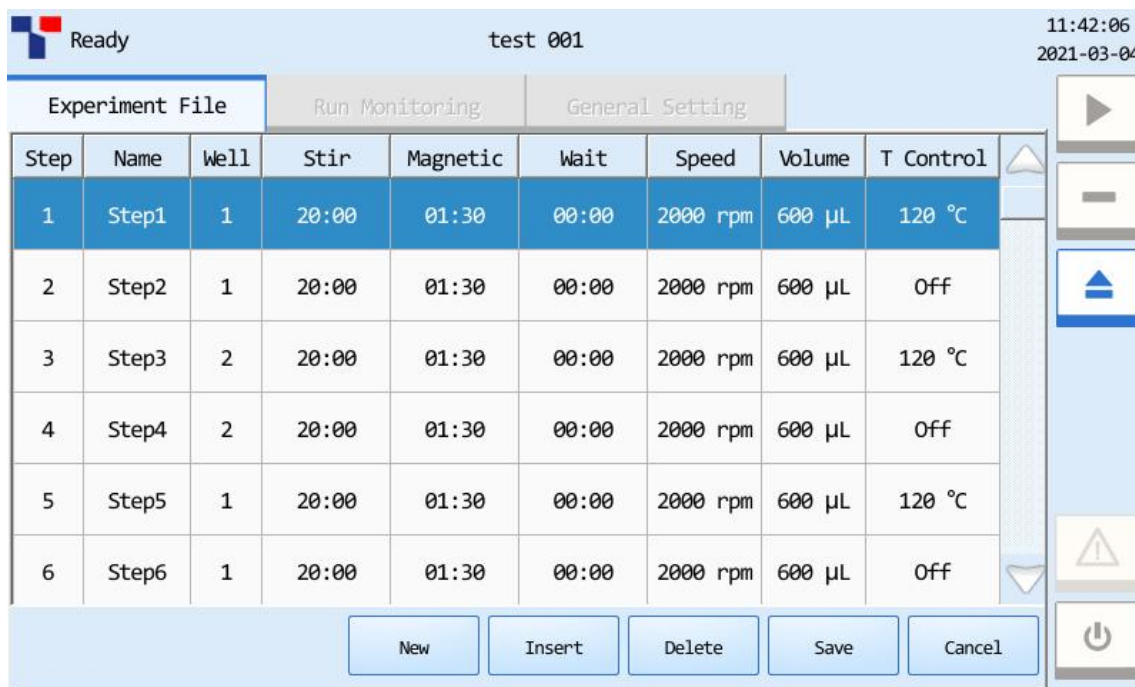 Ready test 001 11:42:06
2021-03-04
Experiment File Run Monitoring General Setting
Step Name Well Stir Magnetic Wait Speed Volume T Control
1 Step1 1 20:00 01:30 00:00 2000 rpm 600 μL 120 °C
2 Step2 1 20:00 01:30 00:00 2000 rpm 600 μL Off
3 Step3 2 20:00 01:30 00:00 2000 rpm 600 μL 120 °C
4 Step4 2 20:00 01:30 00:00 2000 rpm 600 μL Off
5 Step5 1 20:00 01:30 00:00 2000 rpm 600 μL 120 °C
6 Step6 1 20:00 01:30 00:00 2000 rpm 600 μL Off
New Insert Delete Save Cancel